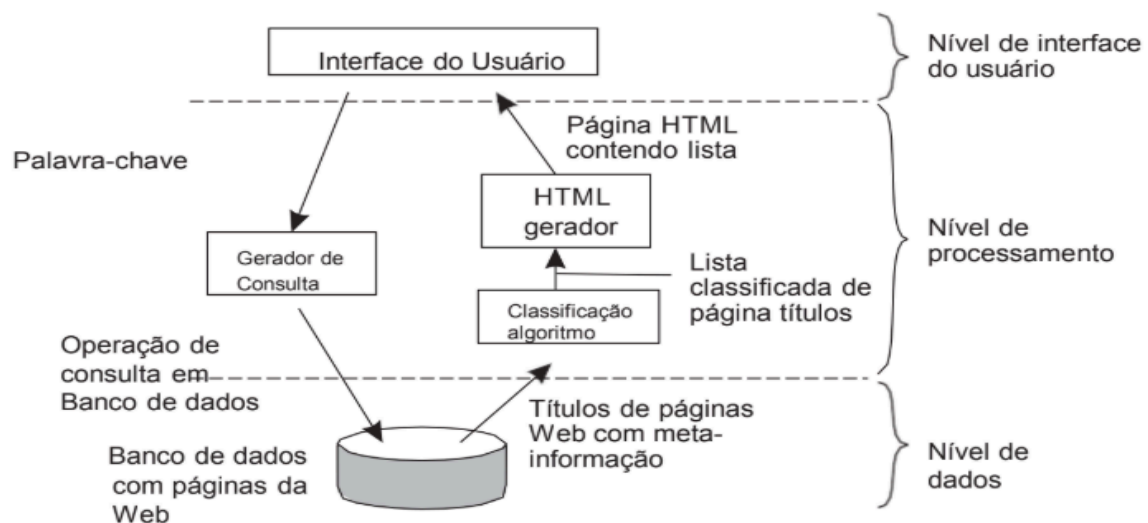 Interface do Usuário
Nível de interface
do usuário
Palavra-chave
Página HTML
contendo lista
HTML
gerador
Gerador de
Consulta
Nível de
processamento
Lista
classificada de
página títulos
Classificação
algoritmo
Operação de
consulta em
Banco de dados
Títulos de páginas
Web com meta-
informação
Banco de dados
com páginas da
Web
Nível de
dados